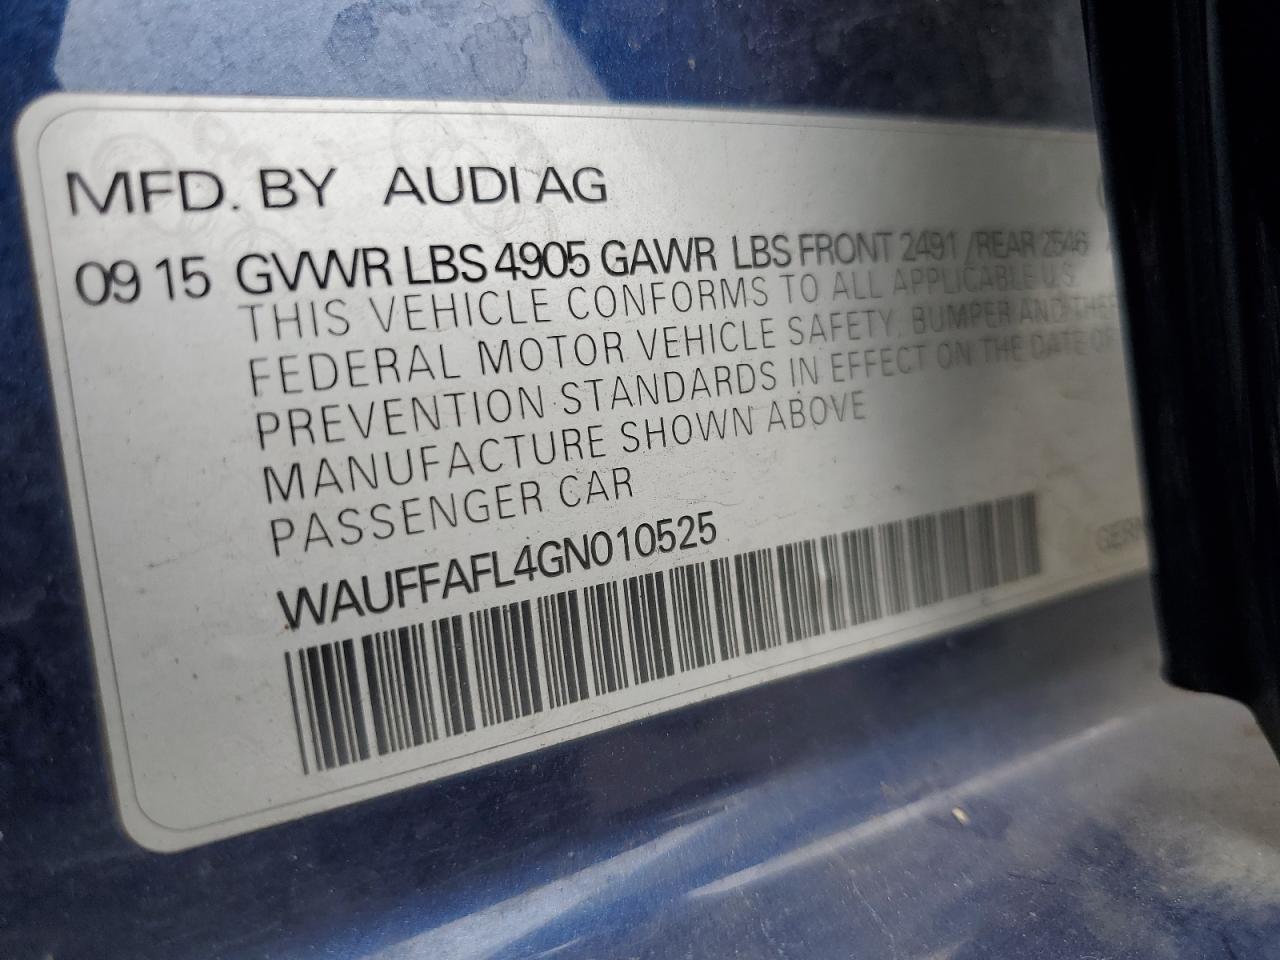 MFD. BY AUDI AG
09 15 GVWR LBS 4905 GAWR LBS FRONT 2491 / REAR 2546
THIS VEHICLE CONFORMS TO ALL APPLICABLE U.S.
FEDERAL MOTOR VEHICLE SAFETY, BUMPER AND
PREVENTION STANDARDS IN EFFECT ON THE DATE OF
MANUFACTURE SHOWN ABOVE
PASSENGER CAR
WAUFFAFL4GN010525